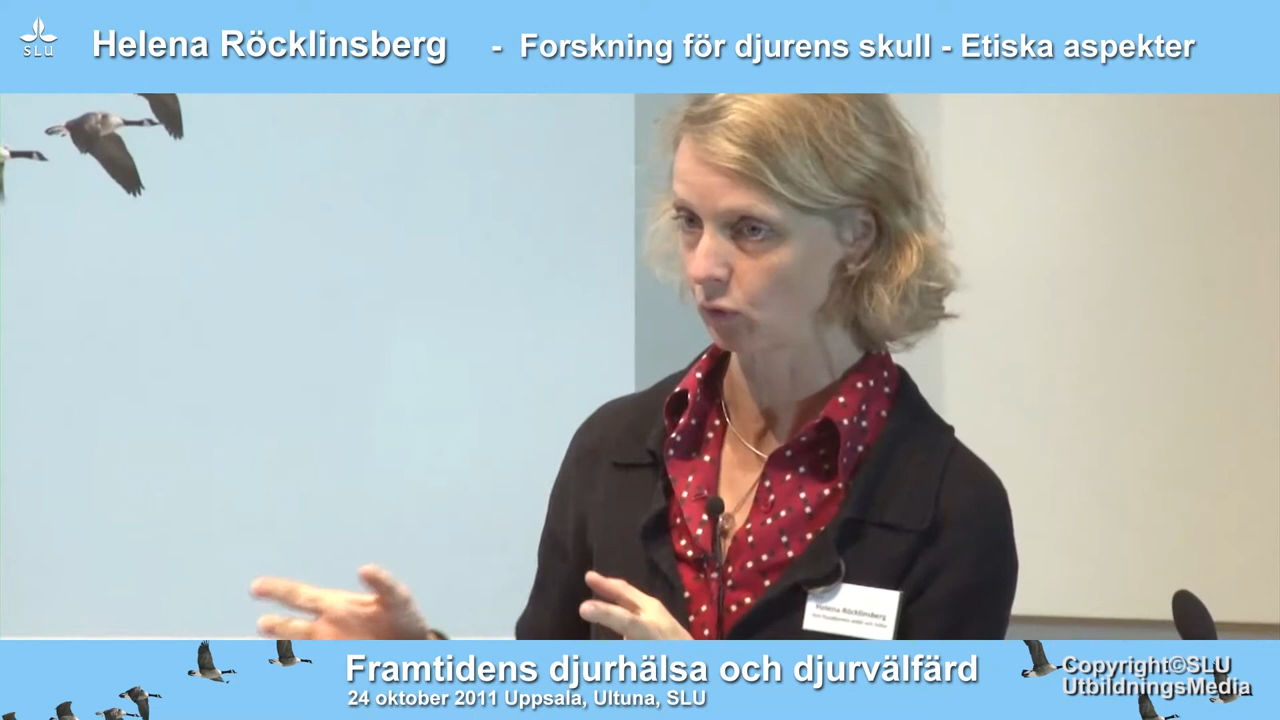 SLU
Helena Röcklinsberg - Forskning för djurens skull - Etiska aspekter
Helena Röcklinsberg
Framtidens djurhälsa och djurvälfärd
24 oktober 2011 Uppsala, Ultuna, SLU
Copyright©SLU
UtbildningsMedia